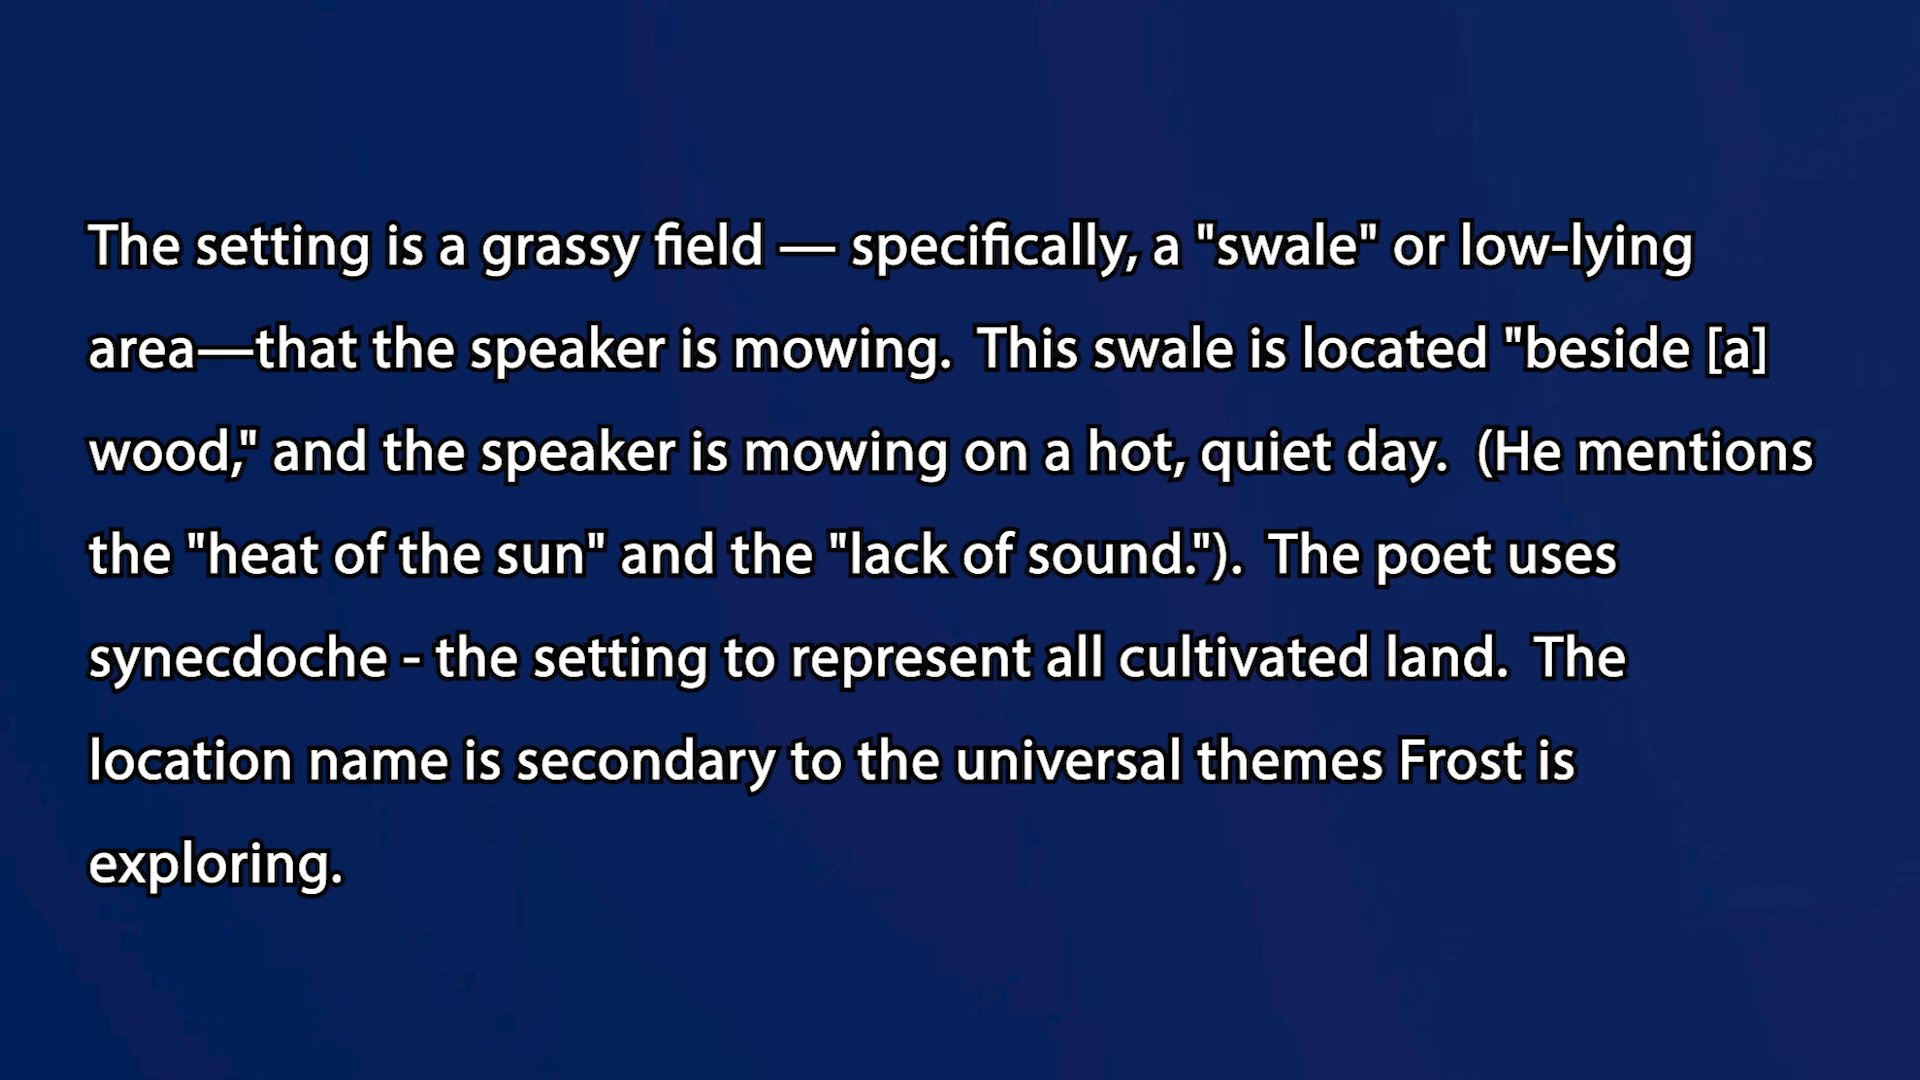 The setting is a grassy field — specifically, a "swale" or low-lying
area—that the speaker is mowing.  This swale is located "beside [a]
wood," and the speaker is mowing on a hot, quiet day.  (He mentions
the "heat of the sun" and the "lack of sound.").  The poet uses
synecdoche - the setting to represent all cultivated land.  The
location name is secondary to the universal themes Frost is
exploring.